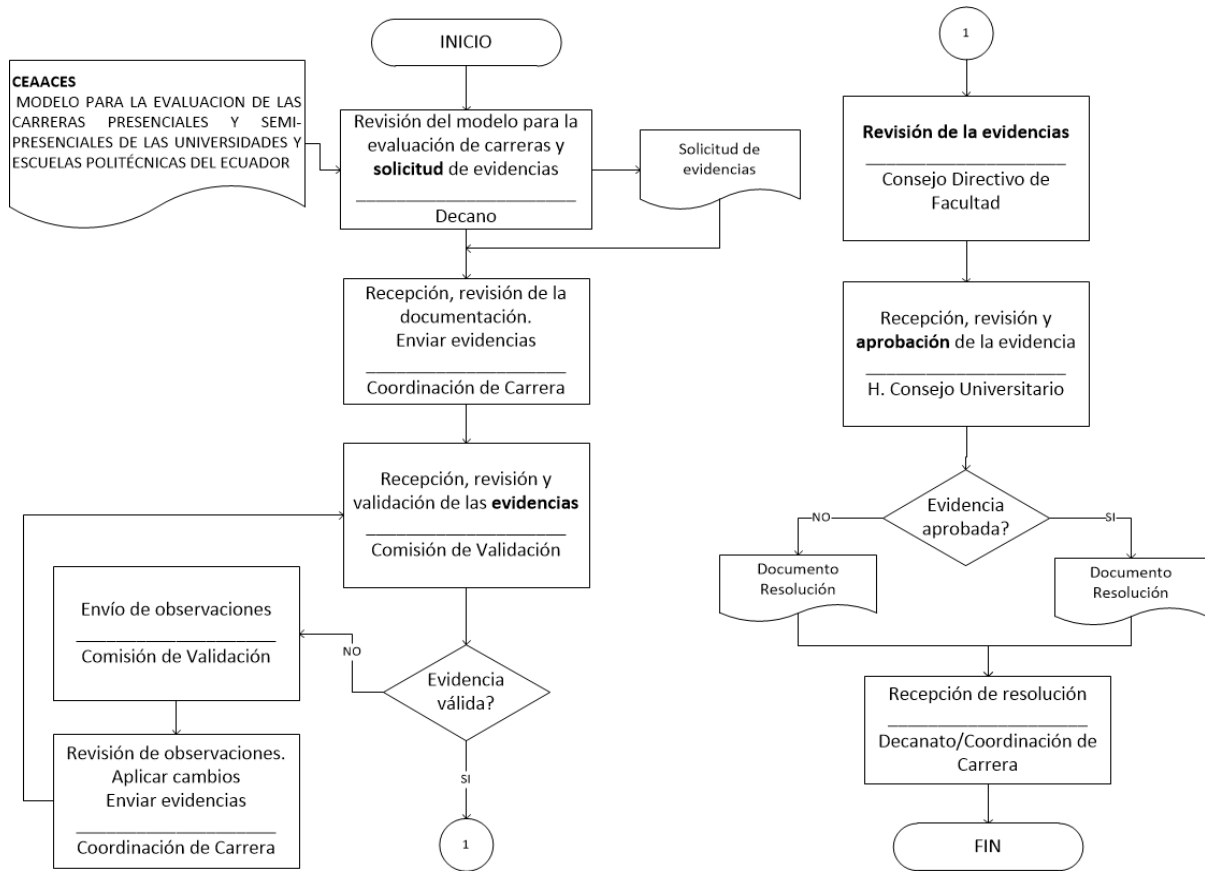 INICIO
CEAACES
MODELO PARA LA EVALUACION DE LAS
CARRERAS PRESENCIALES Y SEMI-
PRESENCIALES DE LAS UNIVERSIDADES Y
ESCUELAS POLITÉCNICAS DEL ECUADOR
Revisión del modelo para la
evaluación de carreras y
solicitud de evidencias
Decano
Solicitud de
evidencias
Recepción, revisión de la
documentación.
Enviar evidencias
Coordinación de Carrera
Recepción, revisión y
validación de las evidencias
Comisión de Validación
Evidencia
válida?
NO
Envío de observaciones
Comisión de Validación
Revisión de observaciones.
Aplicar cambios
Enviar evidencias
Coordinación de Carrera
SI
1
1
Revisión de la evidencias
Consejo Directivo de
Facultad
Recepción, revisión y
aprobación de la evidencia
H. Consejo Universitario
Evidencia
aprobada?
NO
SI
Documento
Resolución
Documento
Resolución
Recepción de resolución
Decanato/Coordinación de
Carrera
FIN